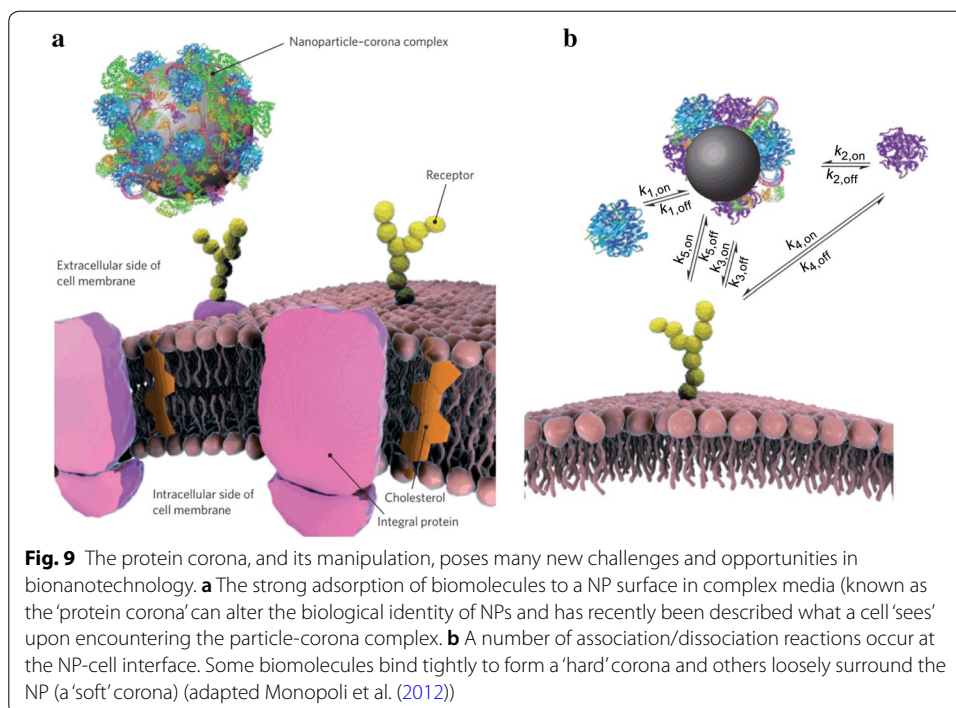 a
Nanoparticle–corona complex
Receptor
Extracellular side of
cell membrane
Intracellular side of
cell membrane
Cholesterol
Integral protein
b
k1,on
k1,off
k2,on
k2,off
k5,on
k5,off
k3,on
k3,off
k4,on
k4,off
Fig. 9 The protein corona, and its manipulation, poses many new challenges and opportunities in
bionanotechnology. a The strong adsorption of biomolecules to a NP surface in complex media (known as
the ‘protein corona’ can alter the biological identity of NPs and has recently been described what a cell ‘sees’
upon encountering the particle-corona complex. b A number of association/dissociation reactions occur at
the NP-cell interface. Some biomolecules bind tightly to form a ‘hard’ corona and others loosely surround the
NP (a ‘soft’ corona) (adapted Monopoli et al. (2012))